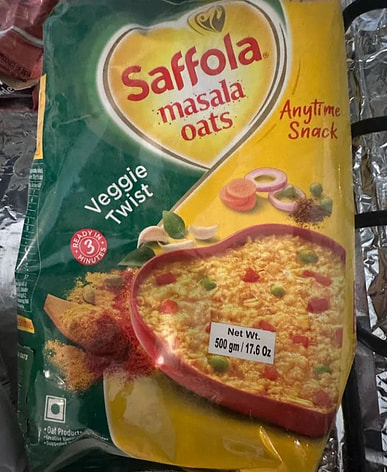 Saffola
masala
oats
Anytime
Snack
Veggie
Twist
READY IN
3
MINUTES
Net Wt.
500 gm / 17.6 Oz
• Oat Products